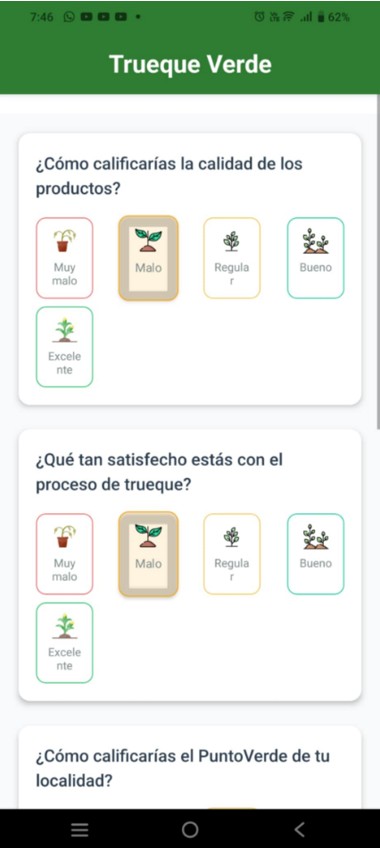 7:46
62%
Trueque Verde
¿Cómo calificarías la calidad de los
productos?
Muy
malo
Malo
Regula
r
Bueno
Excele
nte
¿Qué tan satisfecho estás con el
proceso de trueque?
Muy
malo
Malo
Regula
r
Bueno
Excele
nte
¿Cómo calificarías el PuntoVerde de tu
localidad?